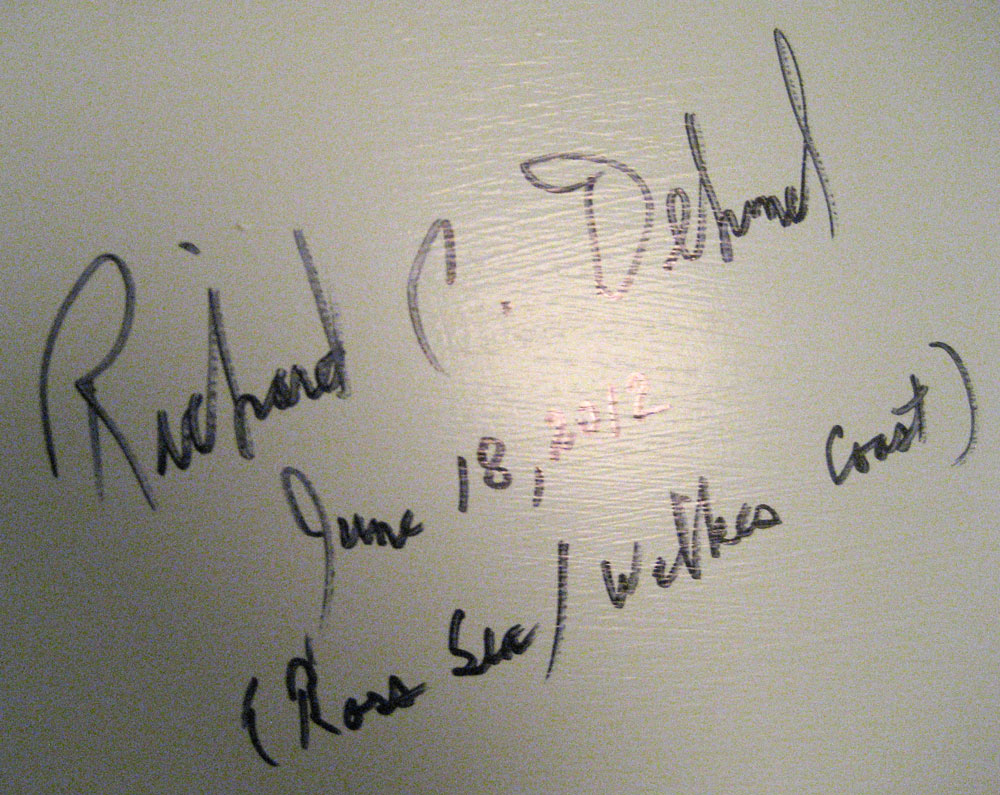 Richard C. Dehmel
June 18, 2012
(Ross Sea / Wilkes Coast)